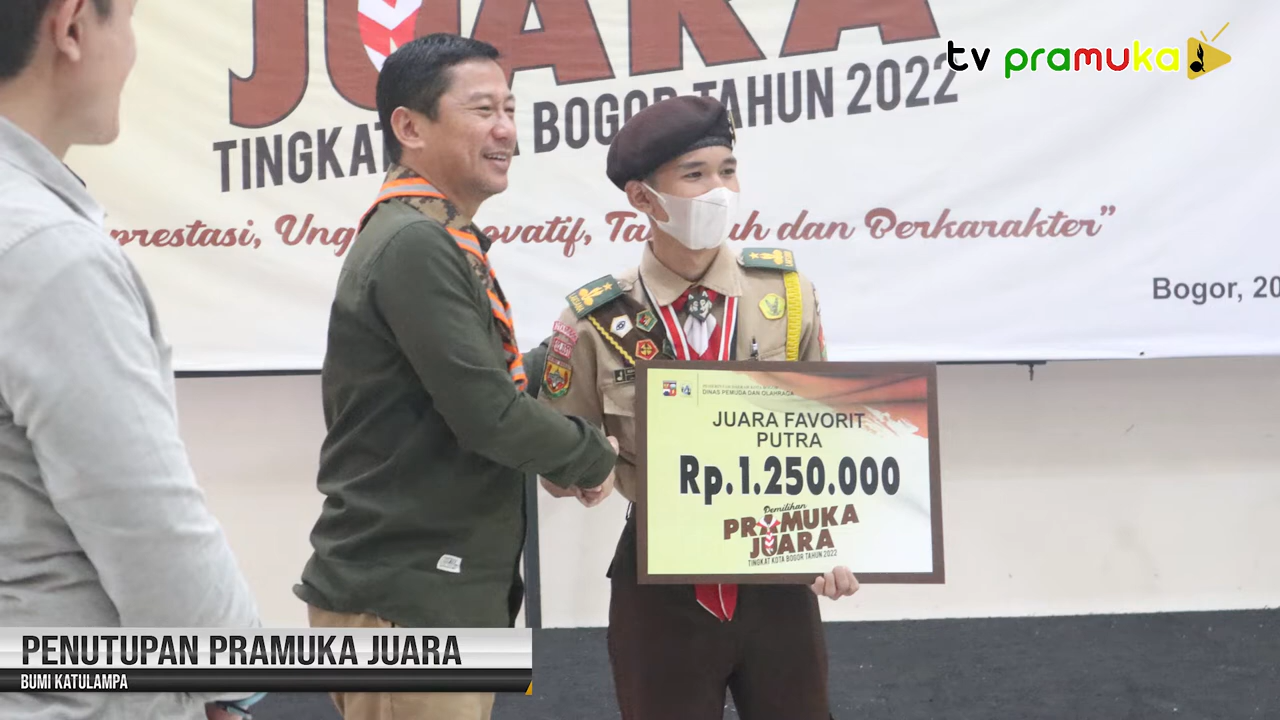 JUARA
tv pramuka
TINGKAT BOGOR TAHUN 2022
prestasi, Ung ovatif, Ta uh dan Berkarakter”
Bogor, 20
DINAS PEMUDA DAN OLAHRAGA
JUARA FAVORIT
PUTRA
Rp.1.250.000
Pemilihan
PRAMUKA
JUARA
TINGKAT KOTA BOGOR TAHUN 2022
PENUTUPAN PRAMUKA JUARA
BUMI KATULAMPA